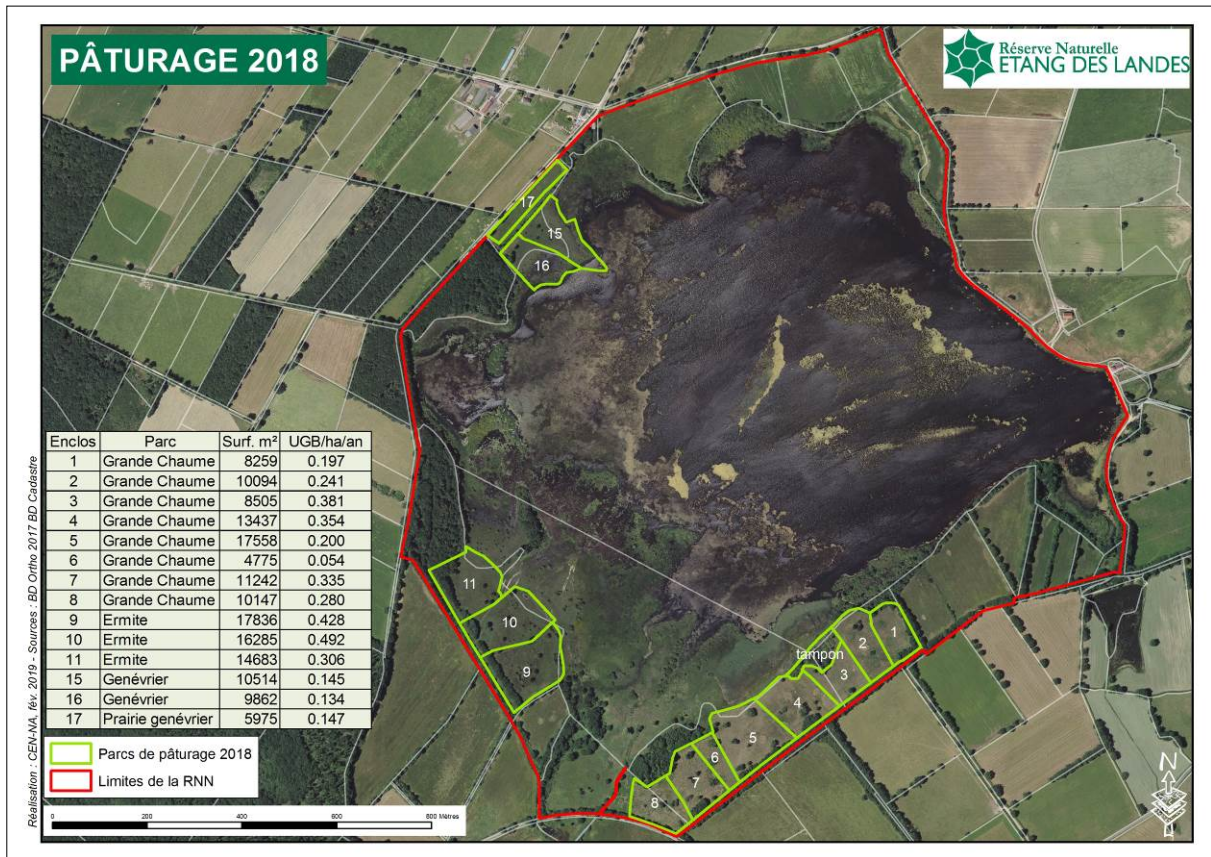 PÂTURAGE 2018
Réserve Naturelle
ETANG DES LANDES
17
15
16
Enclos Parc Surf. m² UGB/ha/an
1 Grande Chaume 8259 0.197
2 Grande Chaume 10094 0.241
3 Grande Chaume 8505 0.381
4 Grande Chaume 13437 0.354
5 Grande Chaume 17558 0.200
6 Grande Chaume 4775 0.054
7 Grande Chaume 11242 0.335
8 Grande Chaume 10147 0.280
9 Ermite 17836 0.428
10 Ermite 16285 0.492
11 Ermite 14683 0.306
15 Genévrier 10514 0.145
16 Genévrier 9862 0.134
17 Prairie genévrier 5975 0.147
11
10
9
1
2
tampon
3
4
5
6
7
8
Parcs de pâturage 2018
Limites de la RNN
0 200 400 600 800 Mètres
N
Réalisation : CEN-NA, fév. 2019 - Sources : BD Ortho 2017 BD Cadastre